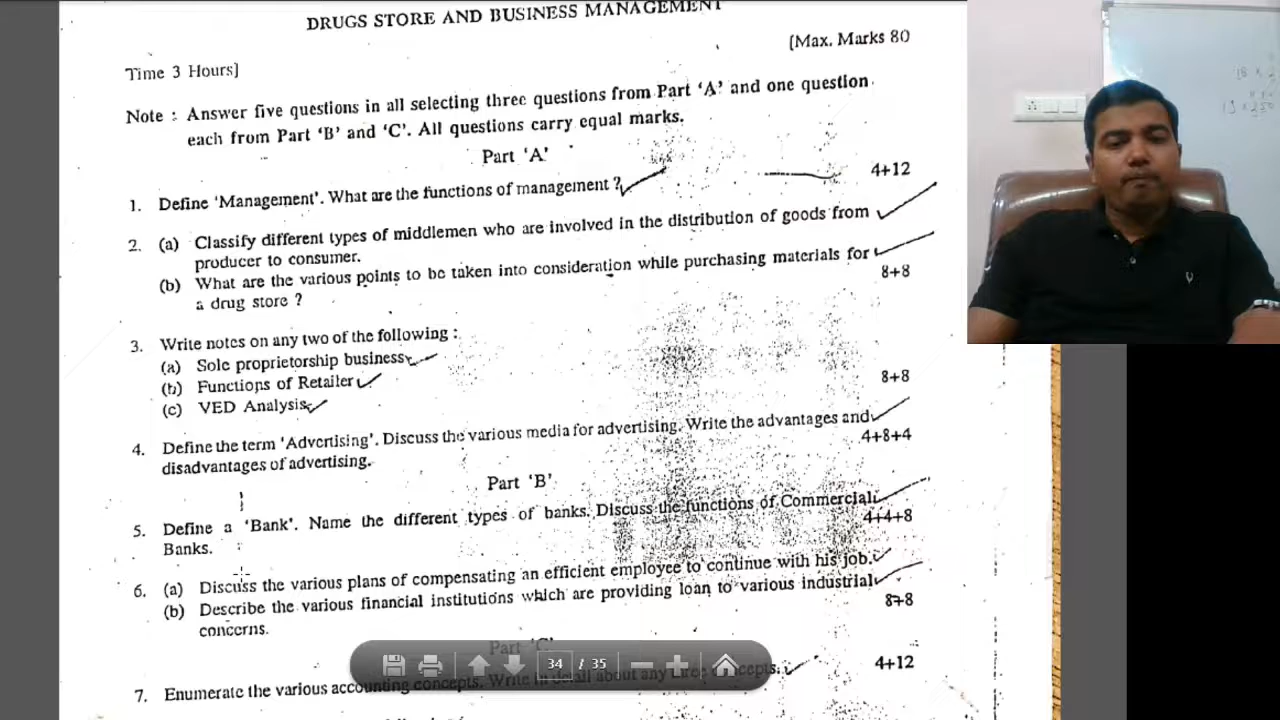 DRUGS STORE AND BUSINESS MANAGEMENT
[Max. Marks 80
Time 3 Hours]
Note : Answer five questions in all selecting three questions from Part 'A' and one question
each from Part 'B' and 'C'. All questions carry equal marks.
Part 'A'
1. Define 'Management'. What are the functions of management ? 4+12
2. (a) Classify different types of middlemen who are involved in the distribution of goods from
producer to consumer.
(b) What are the various points to be taken into consideration while purchasing materials for
a drug store ? 8+8
3. Write notes on any two of the following :
(a) Sole proprietorship business
(b) Functions of Retailer
(c) VED Analysis 8+8
4. Define the term 'Advertising'. Discuss the various media for advertising. Write the advantages and
disadvantages of advertising. 4+8+4
Part 'B'
5. Define a 'Bank'. Name the different types of banks. Discuss the functions of Commercial
Banks. 4+4+8
6. (a) Discuss the various plans of compensating an efficient employee to continue with his job.
(b) Describe the various financial institutions which are providing loan to various industrial
concerns. 8+8
Part 'C'
34 / 35
7. Enumerate the various accounting concepts. Write in detail about any three concepts. 4+12